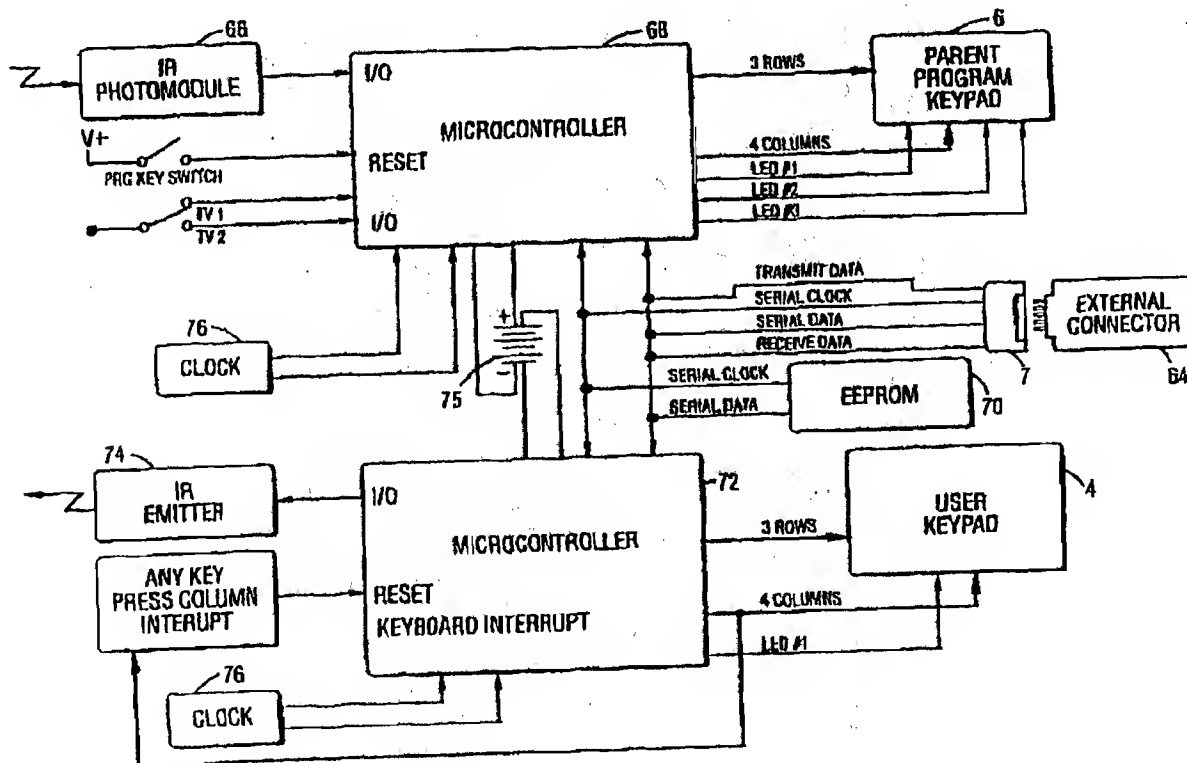 66
IR
PHOTOMODULE
V+
PRG KEY SWITCH
TV 1
TV 2
68
I/O
MICROCONTROLLER
RESET
I/O
3 ROWS
4 COLUMNS
LED #1
LED #2
LED #3
6
PARENT
PROGRAM
KEYPAD
TRANSMIT DATA
SERIAL CLOCK
SERIAL DATA
RECEIVE DATA
7
EXTERNAL
CONNECTOR
64
76
CLOCK
+
75
−
SERIAL CLOCK
SERIAL DATA
EEPROM
70
74
IR
EMITTER
ANY KEY
PRESS COLUMN
INTERUPT
I/O
72
MICROCONTROLLER
RESET
KEYBOARD INTERRUPT
3 ROWS
4 COLUMNS
LED #1
4
USER
KEYPAD
76
CLOCK